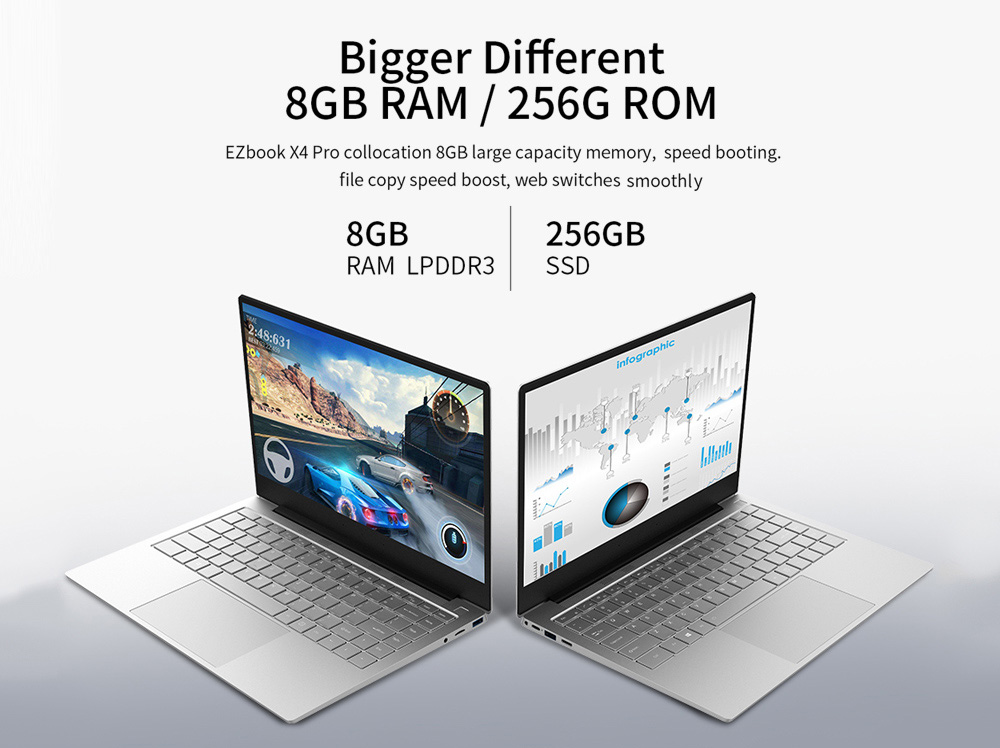 Bigger Different
8GB RAM / 256G ROM
EZbook X4 Pro collocation 8GB large capacity memory, speed booting.
file copy speed boost, web switches smoothly
8GB
RAM LPDDR3
256GB
SSD
TIME
2:48:631
infographic